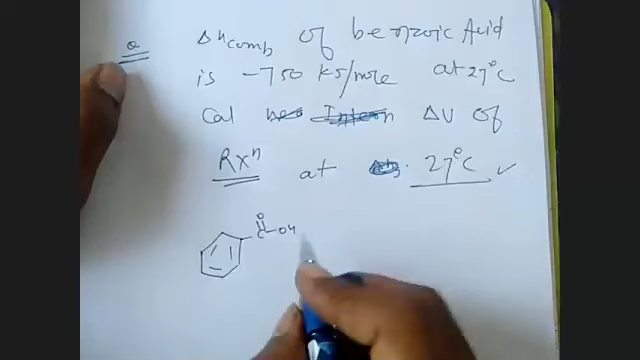 Q ΔHcomb of benzoic Acid
is -750 kJ/mole at 27°C
Cal ΔU of
Rxⁿ at 27°C ✓
O
C-OH